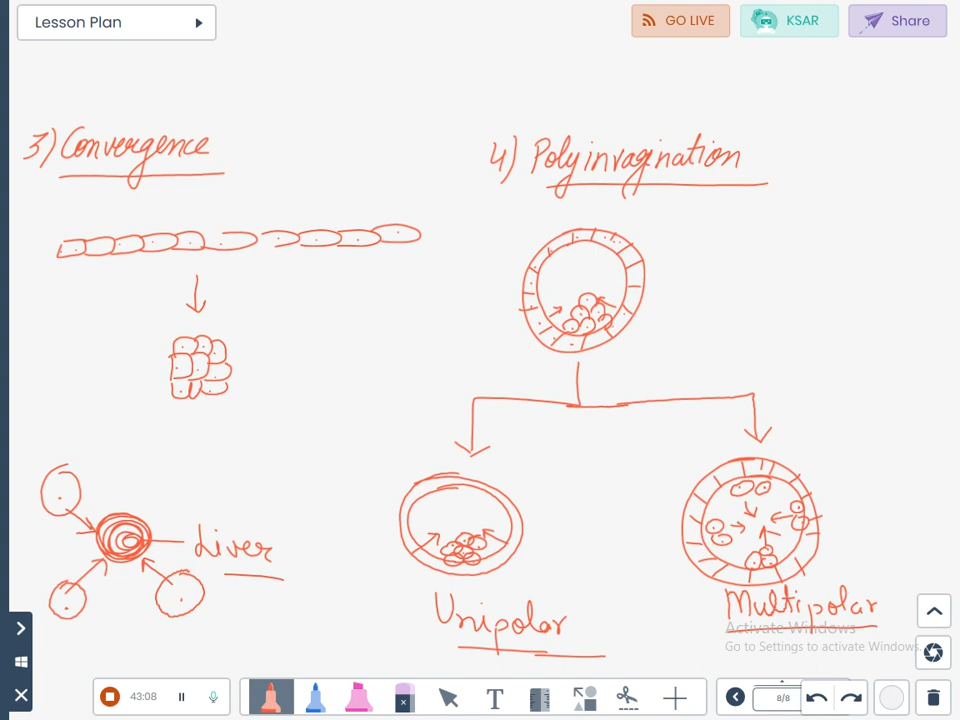 Lesson Plan
GO LIVE
KSAR
Share
3) Convergence
4) Polyinvagination
Liver
Unipolar
Multipolar
Activate Windows
Go to Settings to activate Windows.
43:08
T
8/8